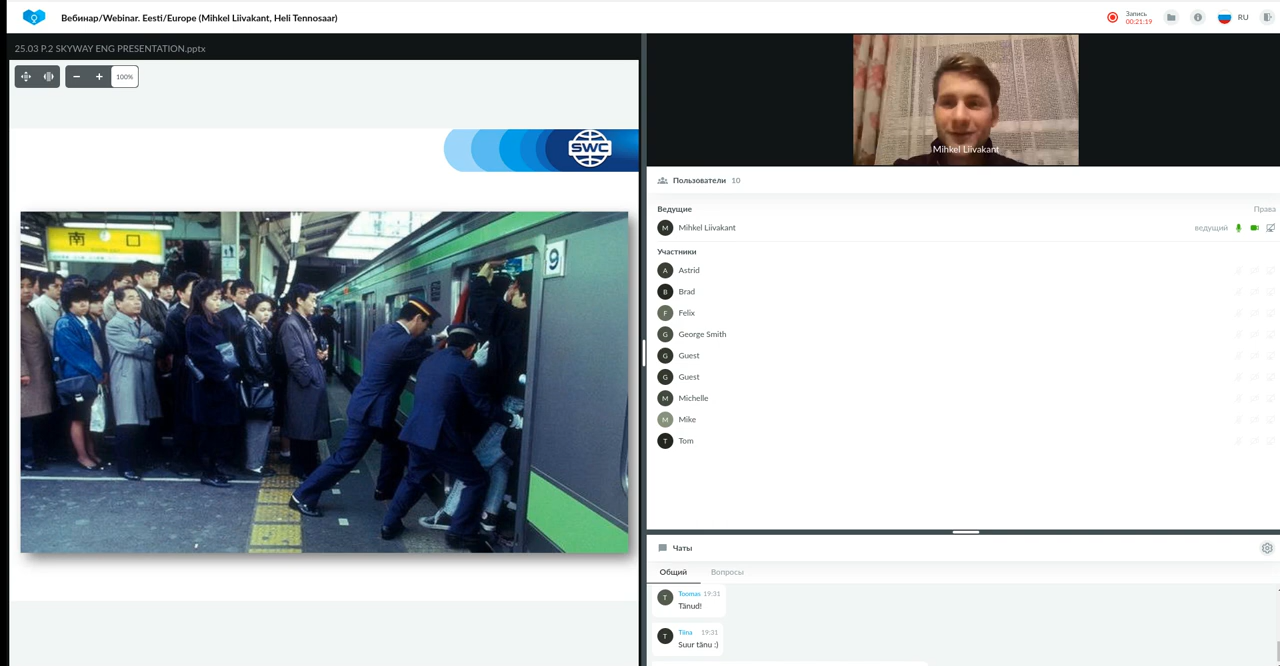 Вебинар/Webinar. Eesti/Europe (Mihkel Liivakant, Heli Tennosaar)
Запись
00:21:19
RU
25.03 P.2 SKYWAY ENG PRESENTATION.pptx
100%
SWC
南 口
9
Mihkel Liivakant
Пользователи 10
Ведущие Права
M Mihkel Liivakant ведущий
Участники
A Astrid
B Brad
F Felix
G George Smith
G Guest
G Guest
M Michelle
M Mike
T Tom
Чаты
Общий Вопросы
T Toomas 19:31
Tänud!
T Tiina 19:31
Suur tänu :)